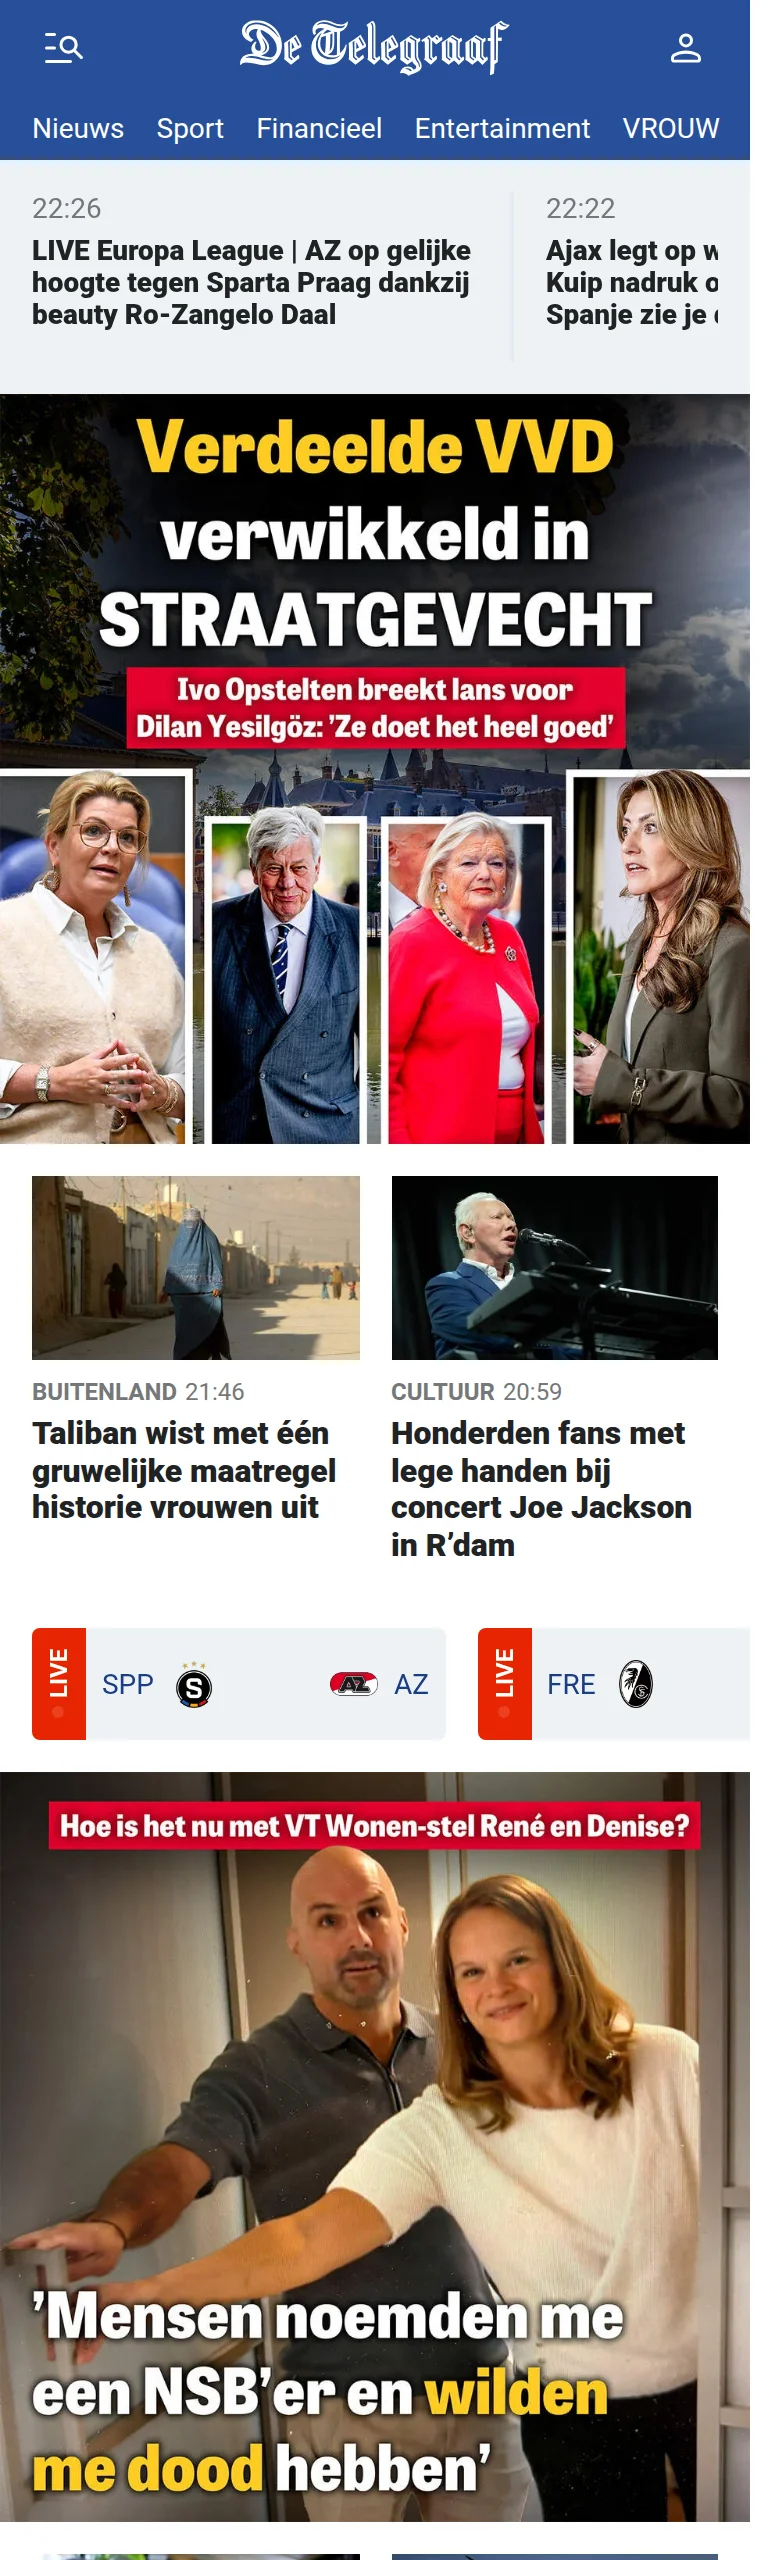 De Telegraaf
Nieuws Sport Financieel Entertainment VROUW
22:26
LIVE Europa League | AZ op gelijke
hoogte tegen Sparta Praag dankzij
beauty Ro-Zangelo Daal
22:22
Ajax legt op
Kuip nadruk
Spanje zie je
Verdeelde VVD
verwikkeld in
STRAATGEVECHT
Ivo Opstelten breekt lans voor
Dilan Yesilgöz: ’Ze doet het heel goed’
BUITENLAND 21:46
Taliban wist met één
gruwelijke maatregel
historie vrouwen uit
CULTUUR 20:59
Honderden fans met
lege handen bij
concert Joe Jackson
in R’dam
LIVE
SPP
S
AZ
AZ
LIVE
FRE
Hoe is het nu met VT Wonen-stel René en Denise?
’Mensen noemden me
een NSB’er en wilden
me dood hebben’